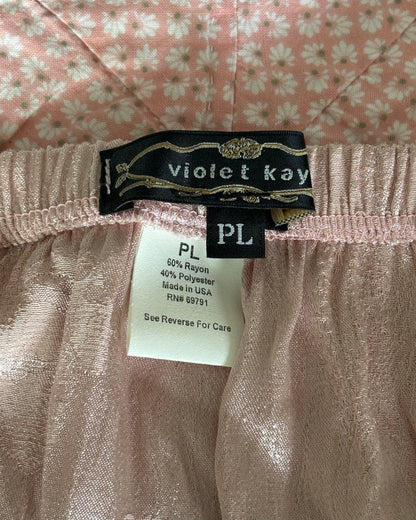 violet kay
PL
PL
60% Rayon
40% Polyester
Made in USA
RN# 69791
See Reverse For Care